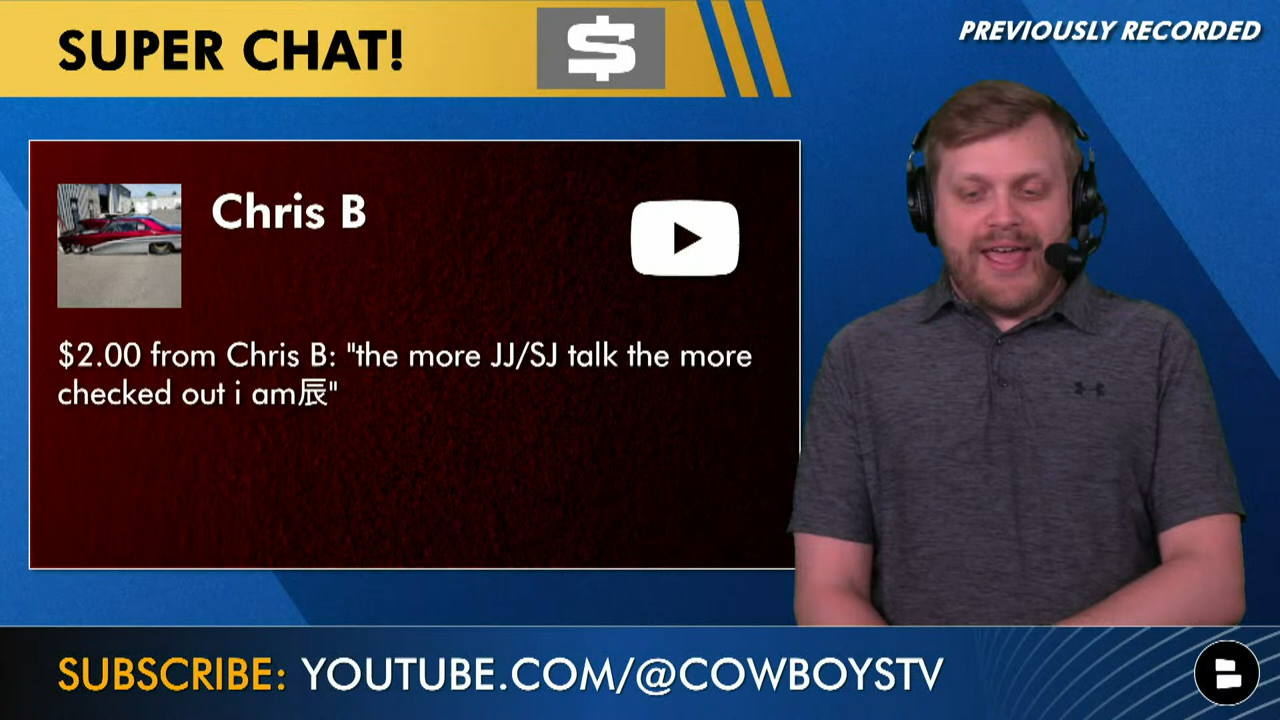 SUPER CHAT!
PREVIOUSLY RECORDED
Chris B
$2.00 from Chris B: "the more JJ/SJ talk the more
checked out i am辰"
SUBSCRIBE: YOUTUBE.COM/@COWBOYSTV